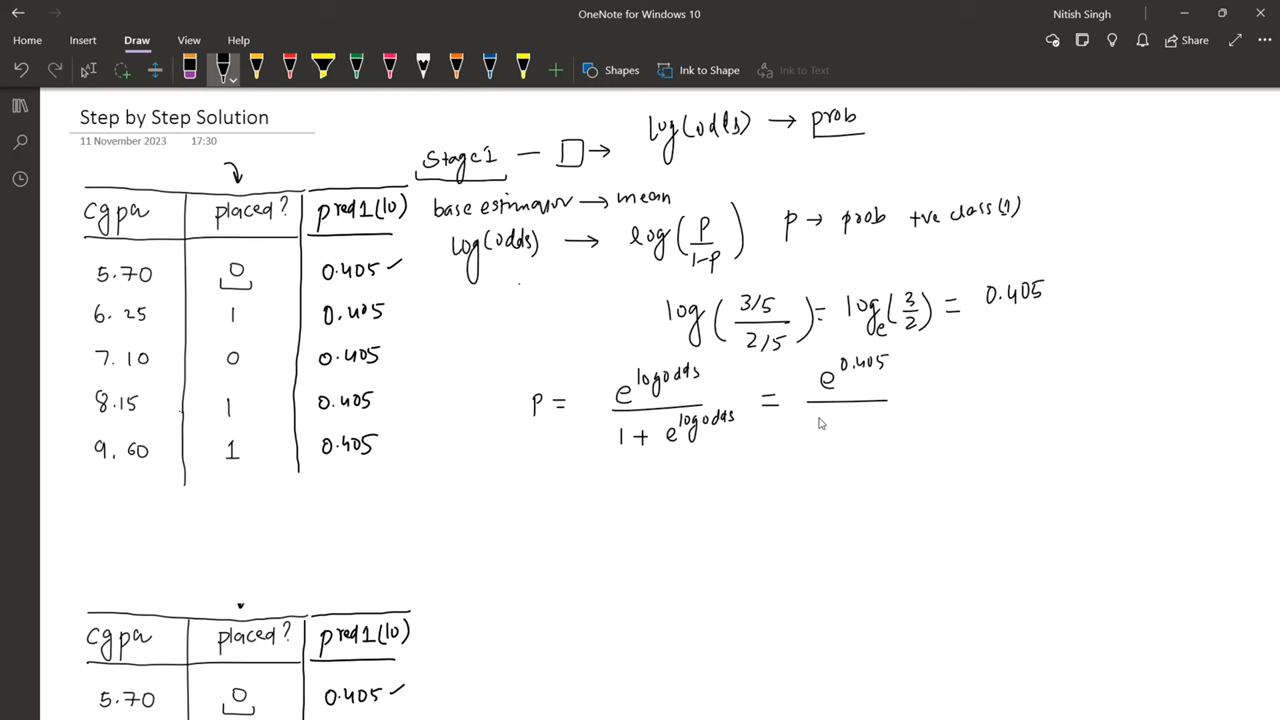 OneNote for Windows 10
Nitish Singh
Home Insert Draw View Help
Share
Shapes Ink to Shape Ink to Text
Step by Step Solution
11 November 2023 17:30
log(odds) → prob
Stage 1 — →
base estimator → mean
log(odds) → log(p/1-p) p → prob +ve class(1)
log(3/5 / 2/5) = logₑ(3/2) = 0.405
p = e^logodds / 1 + e^logodds = e^0.405
cgpa placed? pred1(lo)
5.70 0 0.405 ✓
6.25 1 0.405
7.10 0 0.405
8.15 1 0.405
9.60 1 0.405
cgpa placed? pred1(lo)
5.70 0 0.405 ✓